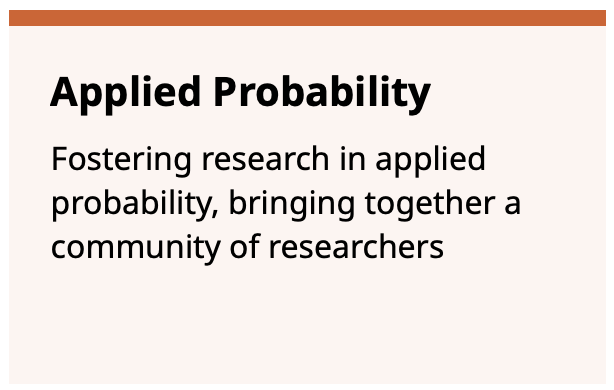 Applied Probability
Fostering research in applied
probability, bringing together a
community of researchers